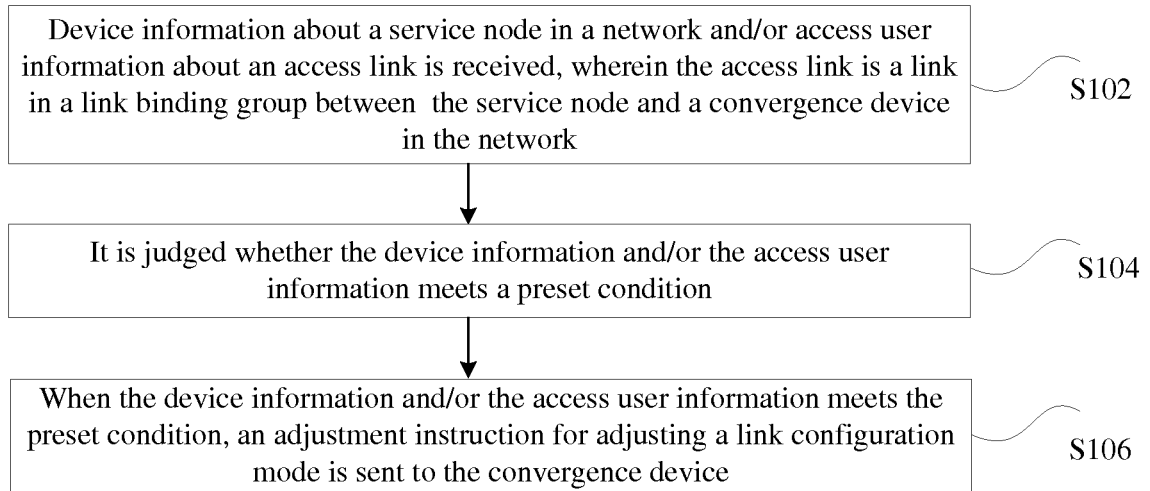 Device information about a service node in a network and/or access user
information about an access link is received, wherein the access link is a link
in a link binding group between the service node and a convergence device
in the network
S102
It is judged whether the device information and/or the access user
information meets a preset condition
S104
When the device information and/or the access user information meets the
preset condition, an adjustment instruction for adjusting a link configuration
mode is sent to the convergence device
S106